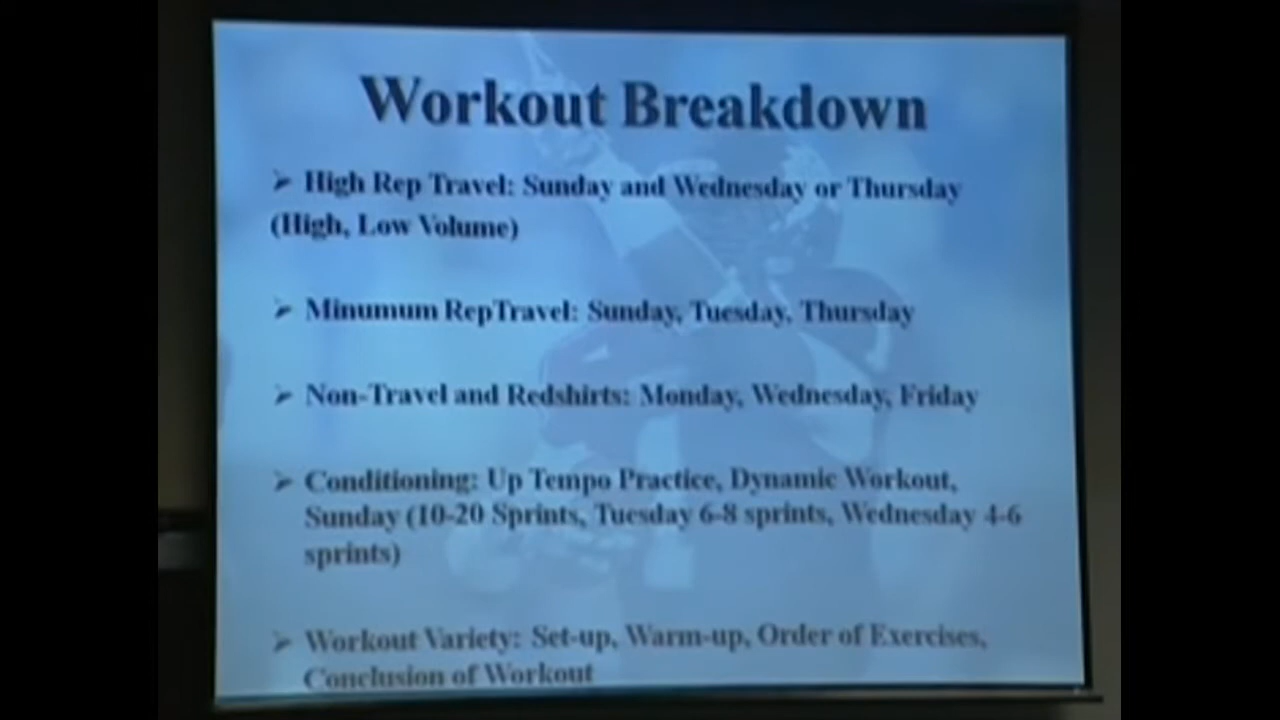 Workout Breakdown
➢ High Rep Travel: Sunday and Wednesday or Thursday
(High, Low Volume)
➢ Minumum RepTravel: Sunday, Tuesday, Thursday
➢ Non-Travel and Redshirts: Monday, Wednesday, Friday
➢ Conditioning: Up Tempo Practice, Dynamic Workout,
Sunday (10-20 Sprints, Tuesday 6-8 sprints, Wednesday 4-6
sprints)
➢ Workout Variety: Set-up, Warm-up, Order of Exercises,
Conclusion of Workout